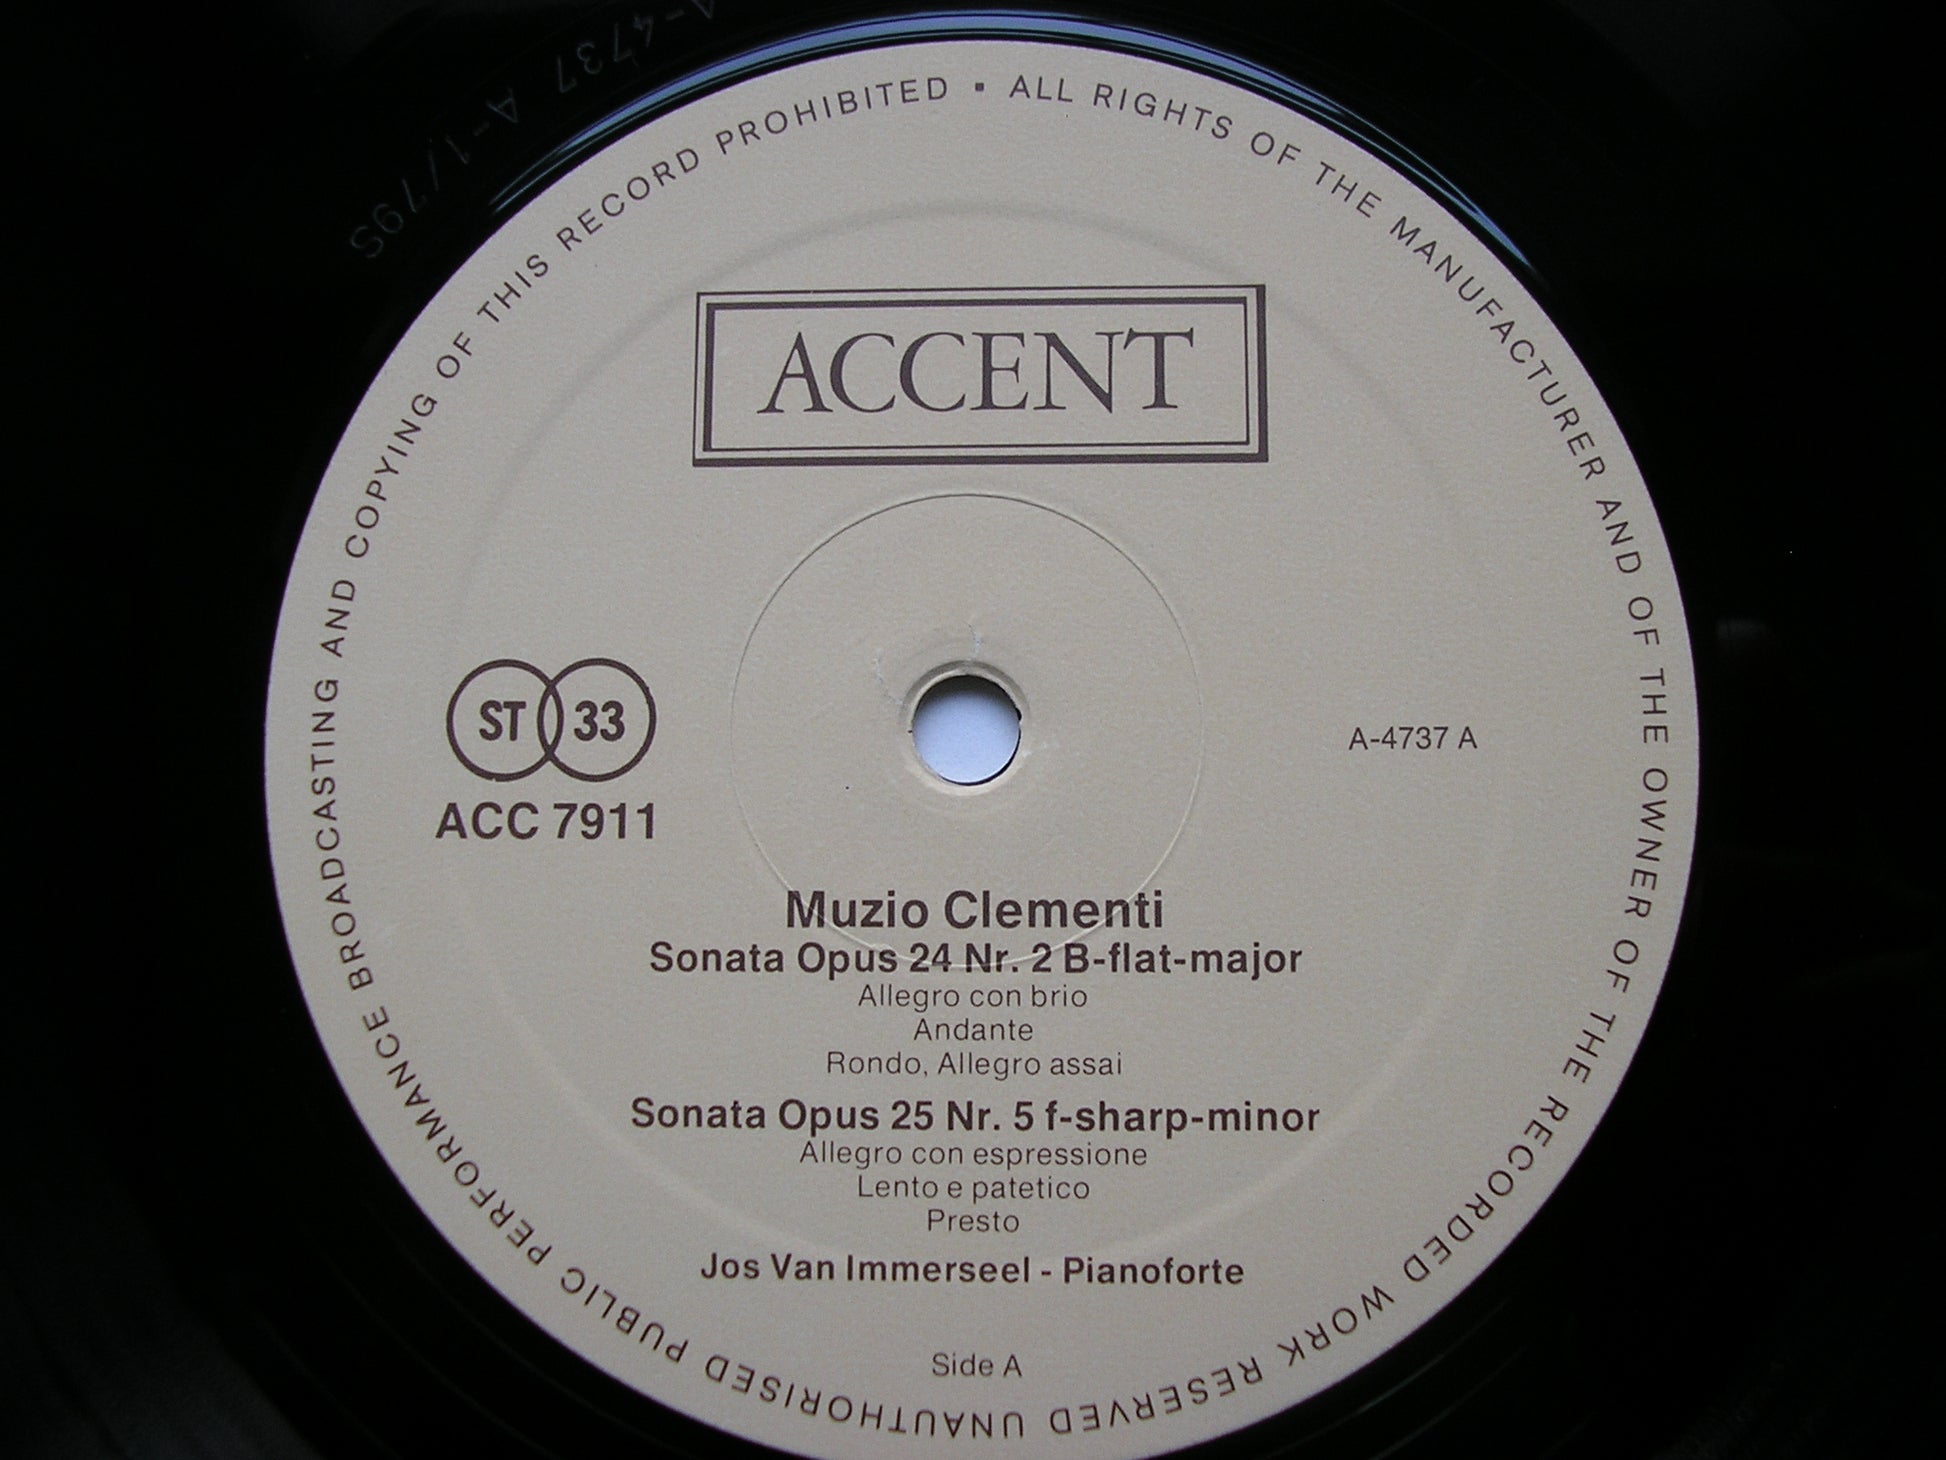 A-4737 A-1/79S
ALL RIGHTS OF THE MANUFACTURER AND OF THE OWNER OF THE RECORDED WORK RESERVED UNAUTHORISED PUBLIC PERFORMANCE BROADCASTING AND COPYING OF THIS RECORD PROHIBITED ▪
ACCENT
ST 33
ACC 7911
A-4737 A
Muzio Clementi
Sonata Opus 24 Nr. 2 B-flat-major
Allegro con brio
Andante
Rondo, Allegro assai
Sonata Opus 25 Nr. 5 f-sharp-minor
Allegro con espressione
Lento e patetico
Presto
Jos Van Immerseel - Pianoforte
Side A